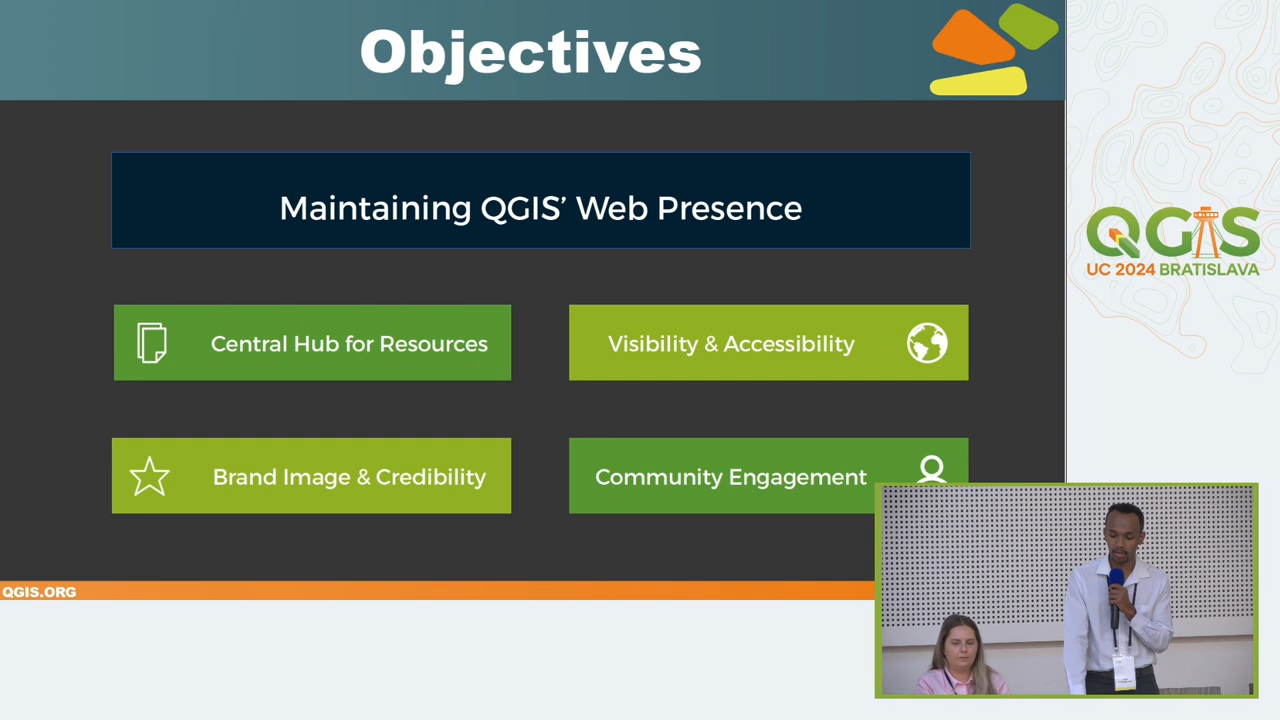 Objectives
Maintaining QGIS’ Web Presence
Central Hub for Resources
Visibility & Accessibility
Brand Image & Credibility
Community Engagement
QGIS.ORG
QGIS
UC 2024 BRATISLAVA